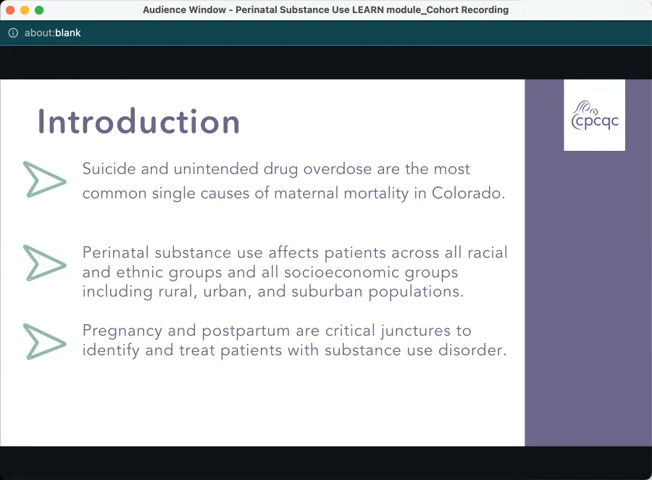 Audience Window - Perinatal Substance Use LEARN module_Cohort Recording
about:blank
Introduction
cpcqc
Suicide and unintended drug overdose are the most
common single causes of maternal mortality in Colorado.
Perinatal substance use affects patients across all racial
and ethnic groups and all socioeconomic groups
including rural, urban, and suburban populations.
Pregnancy and postpartum are critical junctures to
identify and treat patients with substance use disorder.